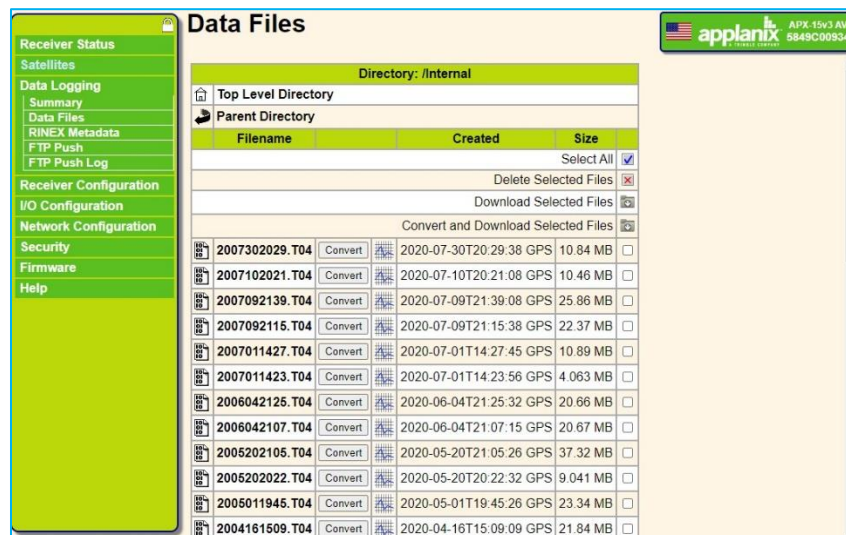 Data Files
applanix
A TRIMBLE COMPANY
APX-15v3 AV
5849C00934
Receiver Status
Satellites
Data Logging
Summary
Data Files
RINEX Metadata
FTP Push
FTP Push Log
Receiver Configuration
I/O Configuration
Network Configuration
Security
Firmware
Help
Directory: /Internal
Top Level Directory
Parent Directory
Filename Created Size
Select All
Delete Selected Files
Download Selected Files
Convert and Download Selected Files
2007302029.T04 Convert 2020-07-30T20:29:38 GPS 10.84 MB
2007102021.T04 Convert 2020-07-10T20:21:08 GPS 10.46 MB
2007092139.T04 Convert 2020-07-09T21:39:08 GPS 25.86 MB
2007092115.T04 Convert 2020-07-09T21:15:38 GPS 22.37 MB
2007011427.T04 Convert 2020-07-01T14:27:45 GPS 10.89 MB
2007011423.T04 Convert 2020-07-01T14:23:56 GPS 4.063 MB
2006042125.T04 Convert 2020-06-04T21:25:32 GPS 20.66 MB
2006042107.T04 Convert 2020-06-04T21:07:15 GPS 20.67 MB
2005202105.T04 Convert 2020-05-20T21:05:26 GPS 37.32 MB
2005202022.T04 Convert 2020-05-20T20:22:32 GPS 9.041 MB
2005011945.T04 Convert 2020-05-01T19:45:26 GPS 23.34 MB
2004161509.T04 Convert 2020-04-16T15:09:09 GPS 21.84 MB